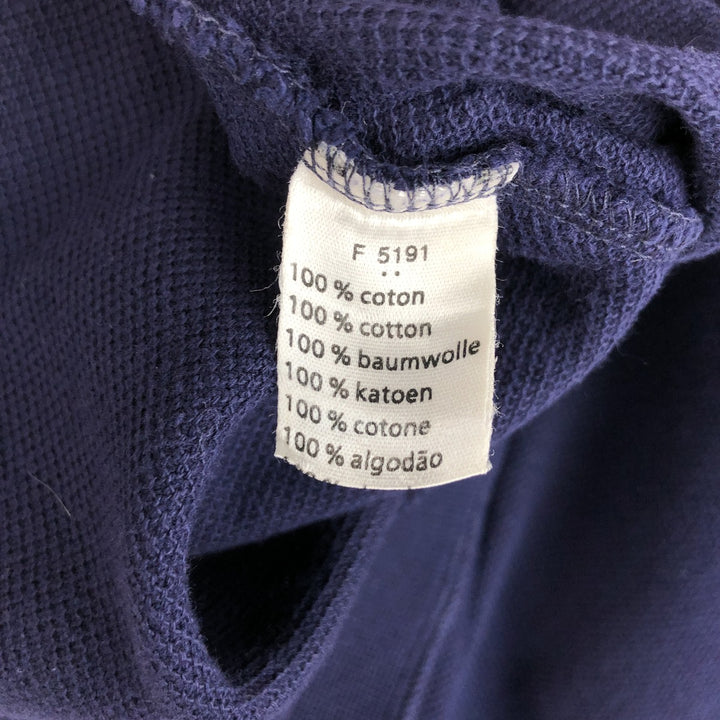 F 5191
100 % coton
100 % cotton
100 % baumwolle
100 % katoen
100 % cotone
100 % algodão